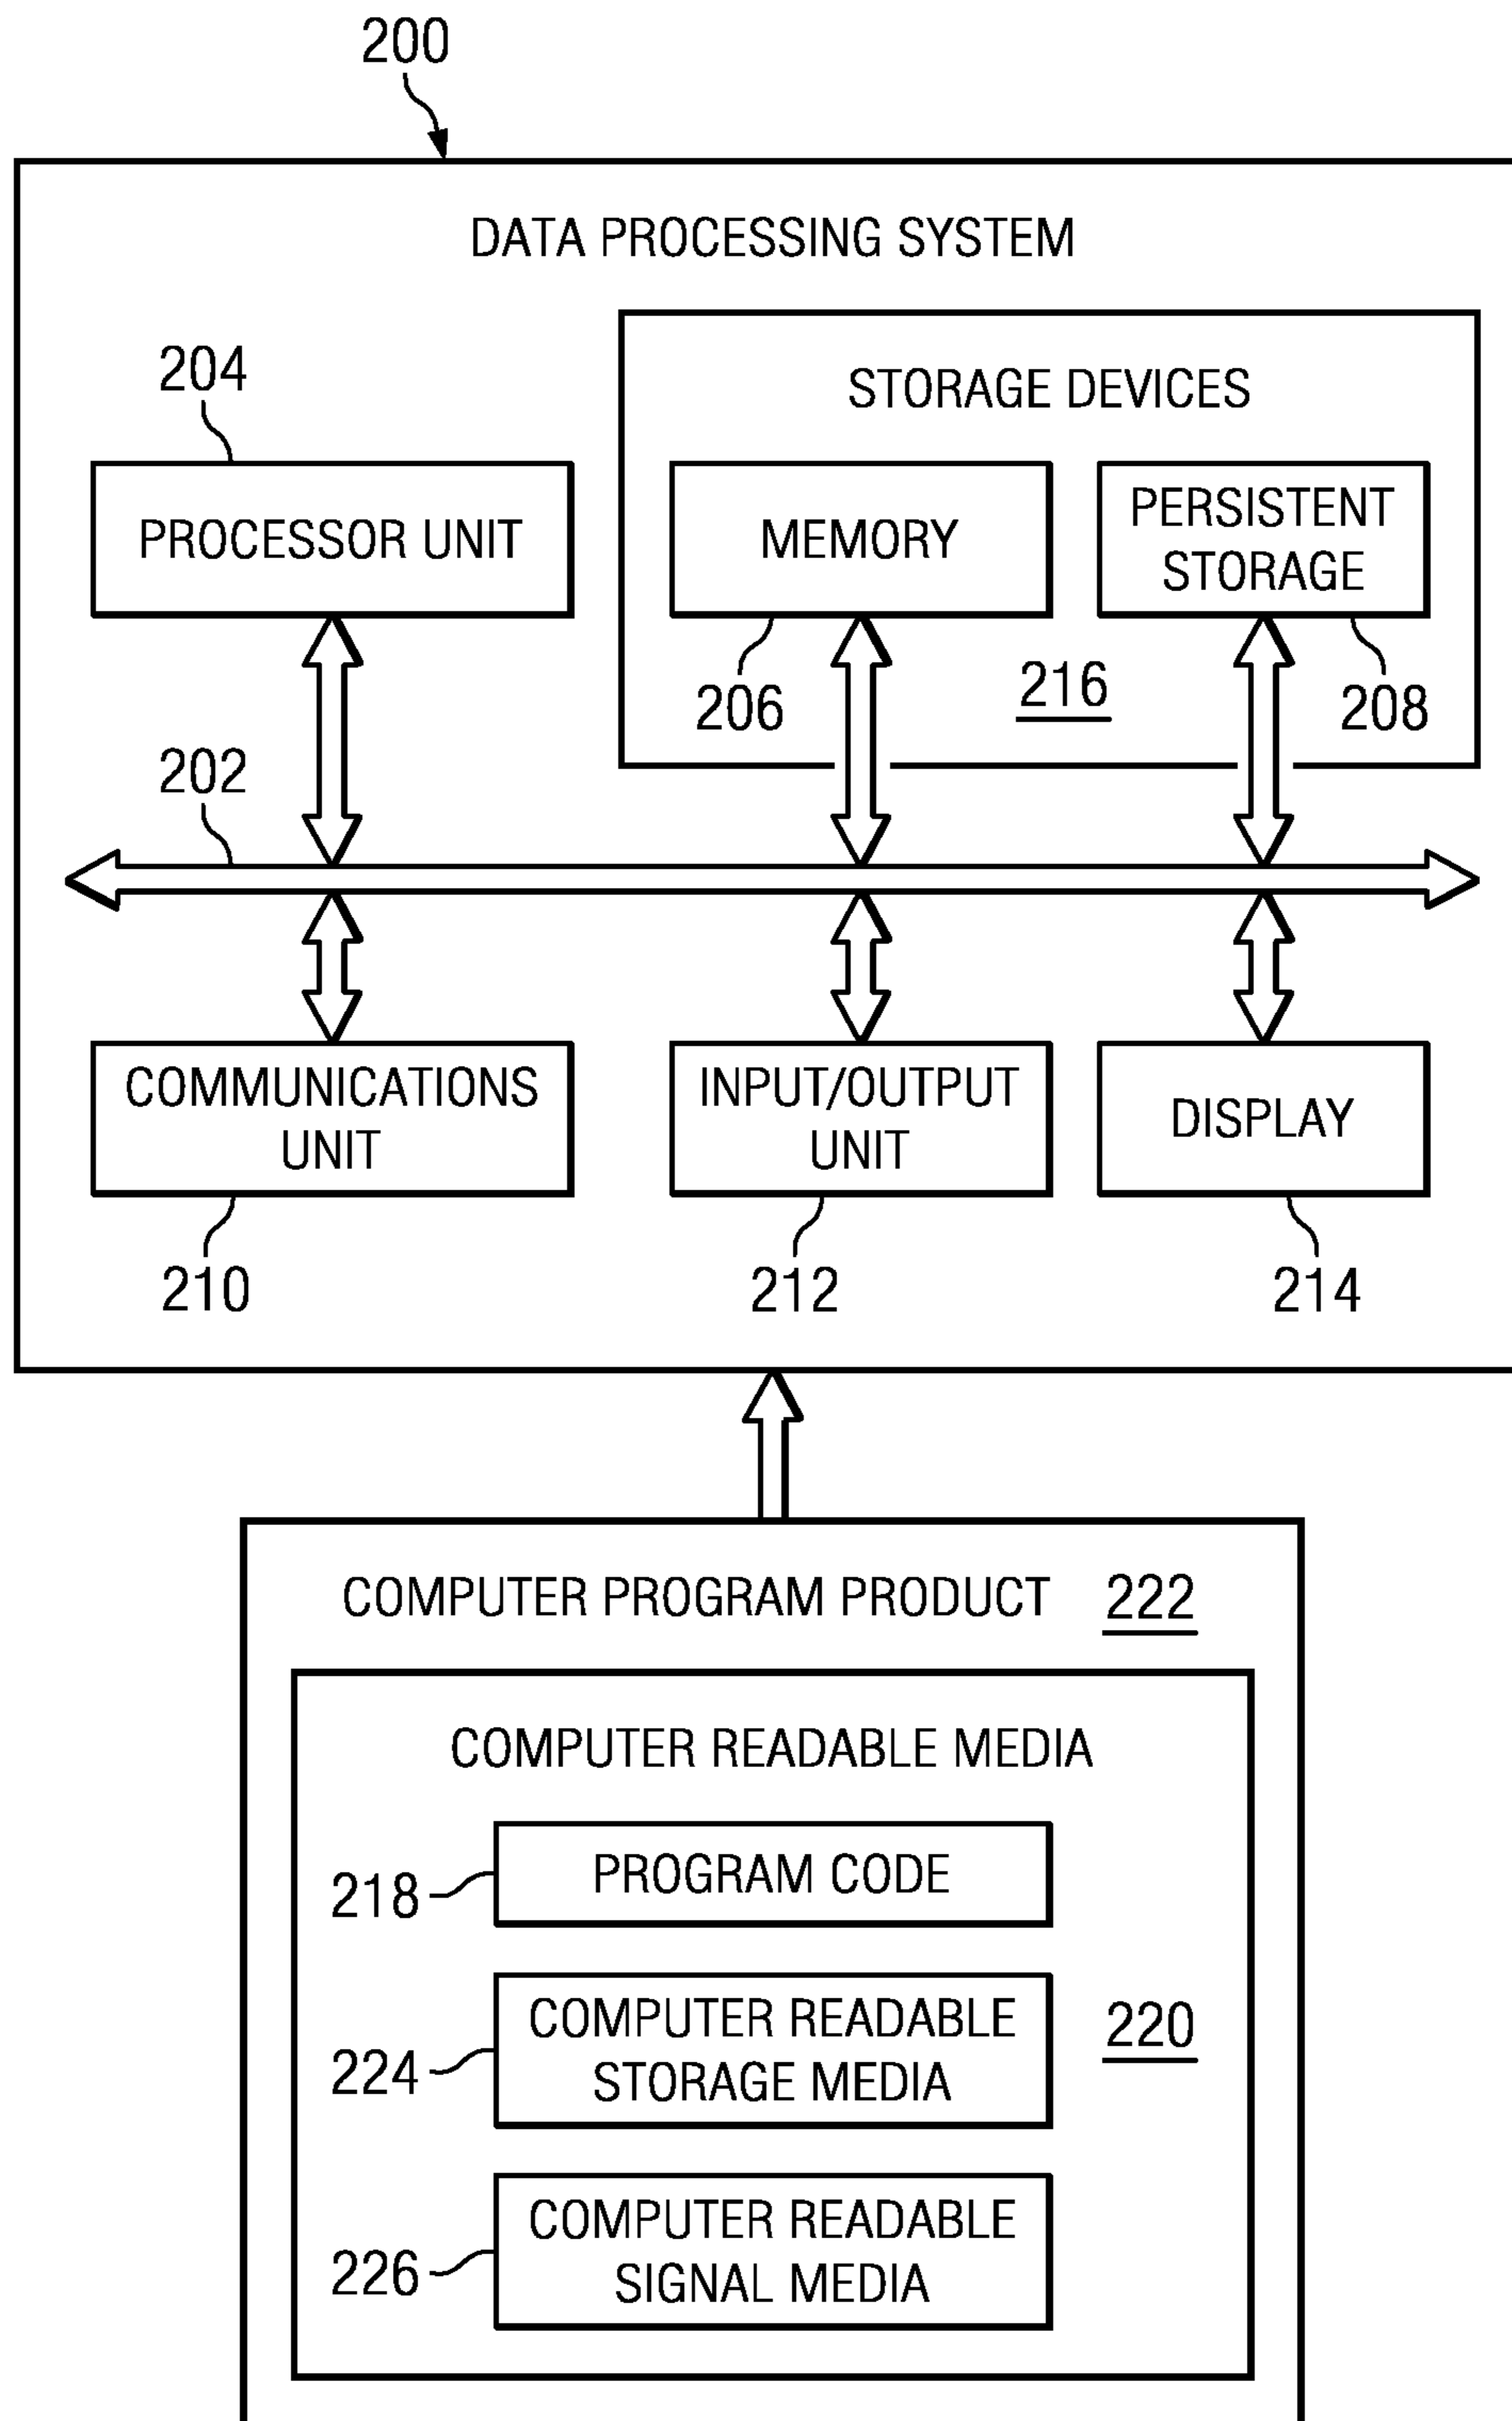 200
DATA PROCESSING SYSTEM
204
STORAGE DEVICES
PROCESSOR UNIT
MEMORY
PERSISTENT
STORAGE
206
216
208
202
COMMUNICATIONS
UNIT
INPUT/OUTPUT
UNIT
DISPLAY
210
212
214
COMPUTER PROGRAM PRODUCT 222
COMPUTER READABLE MEDIA
218
PROGRAM CODE
224
COMPUTER READABLE
STORAGE MEDIA
220
226
COMPUTER READABLE
SIGNAL MEDIA